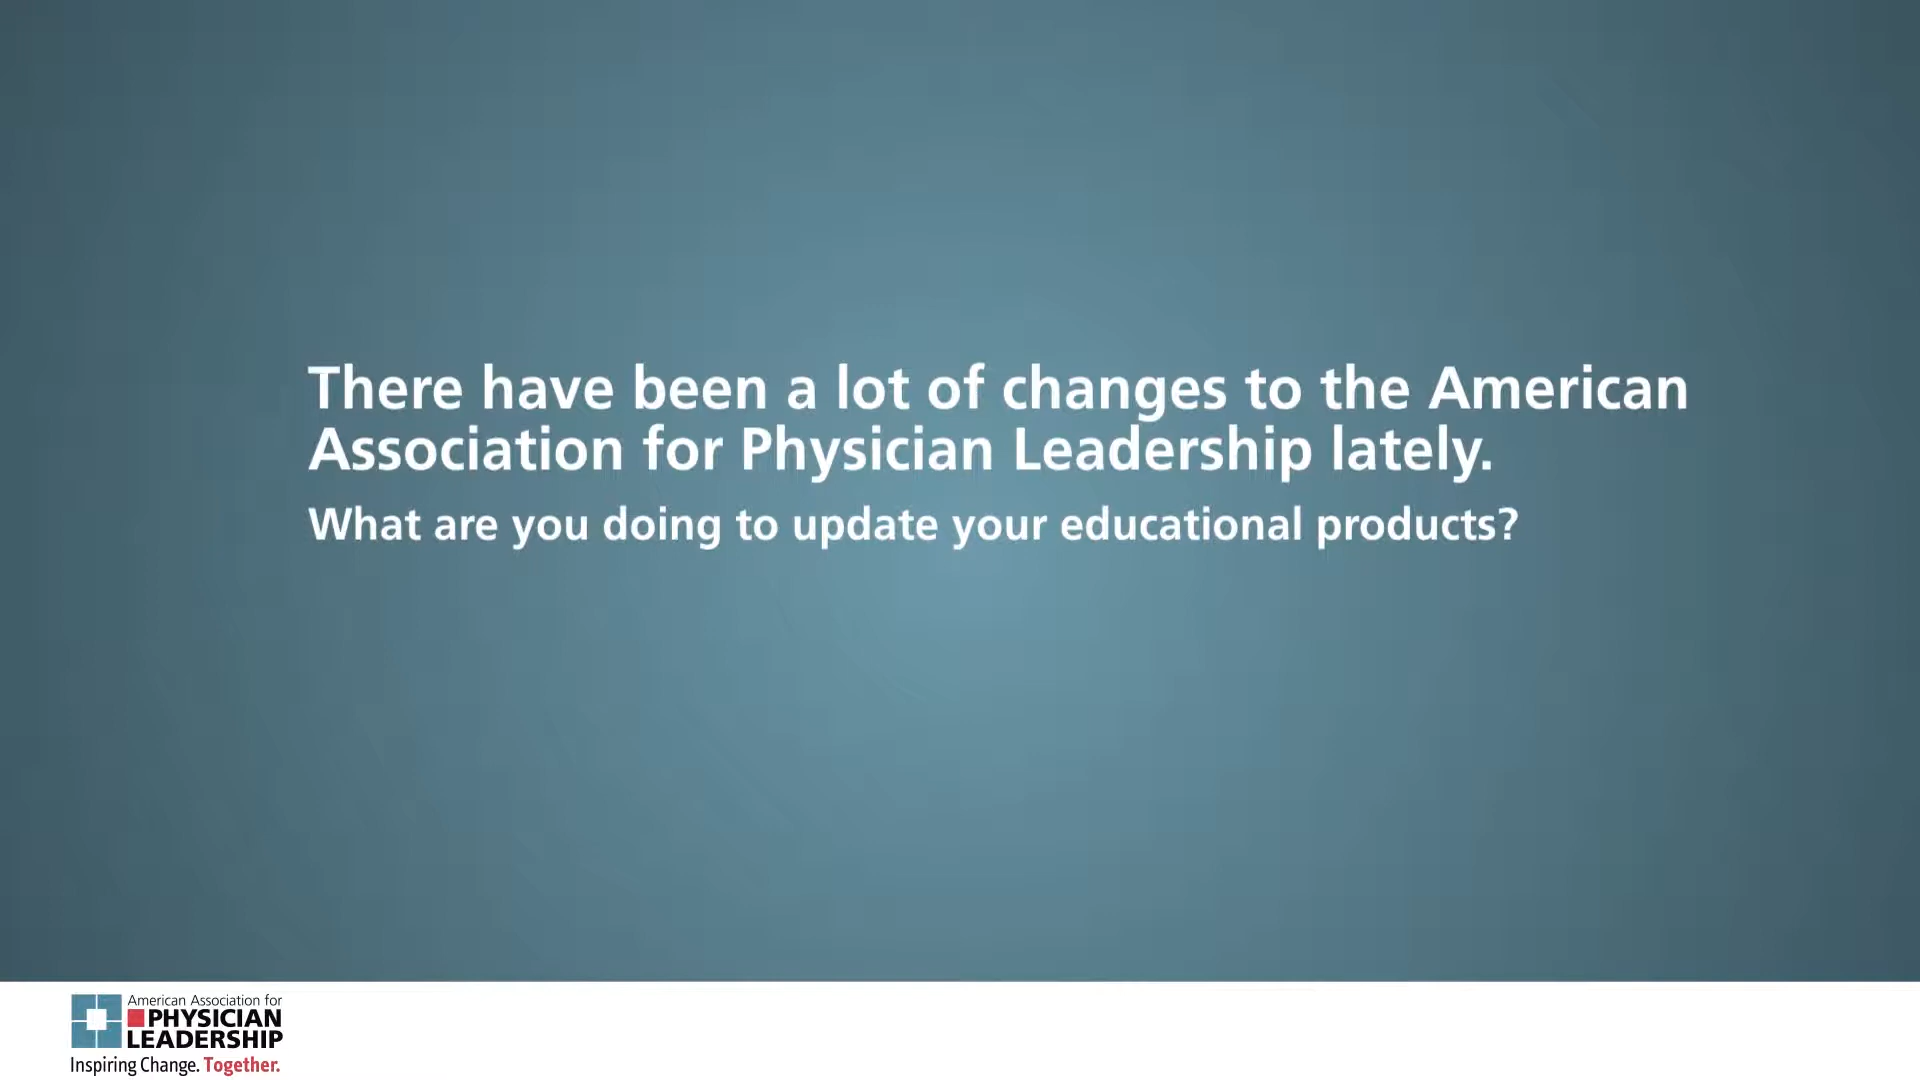 There have been a lot of changes to the American
Association for Physician Leadership lately.
What are you doing to update your educational products?
American Association for
PHYSICIAN
LEADERSHIP
Inspiring Change. Together.